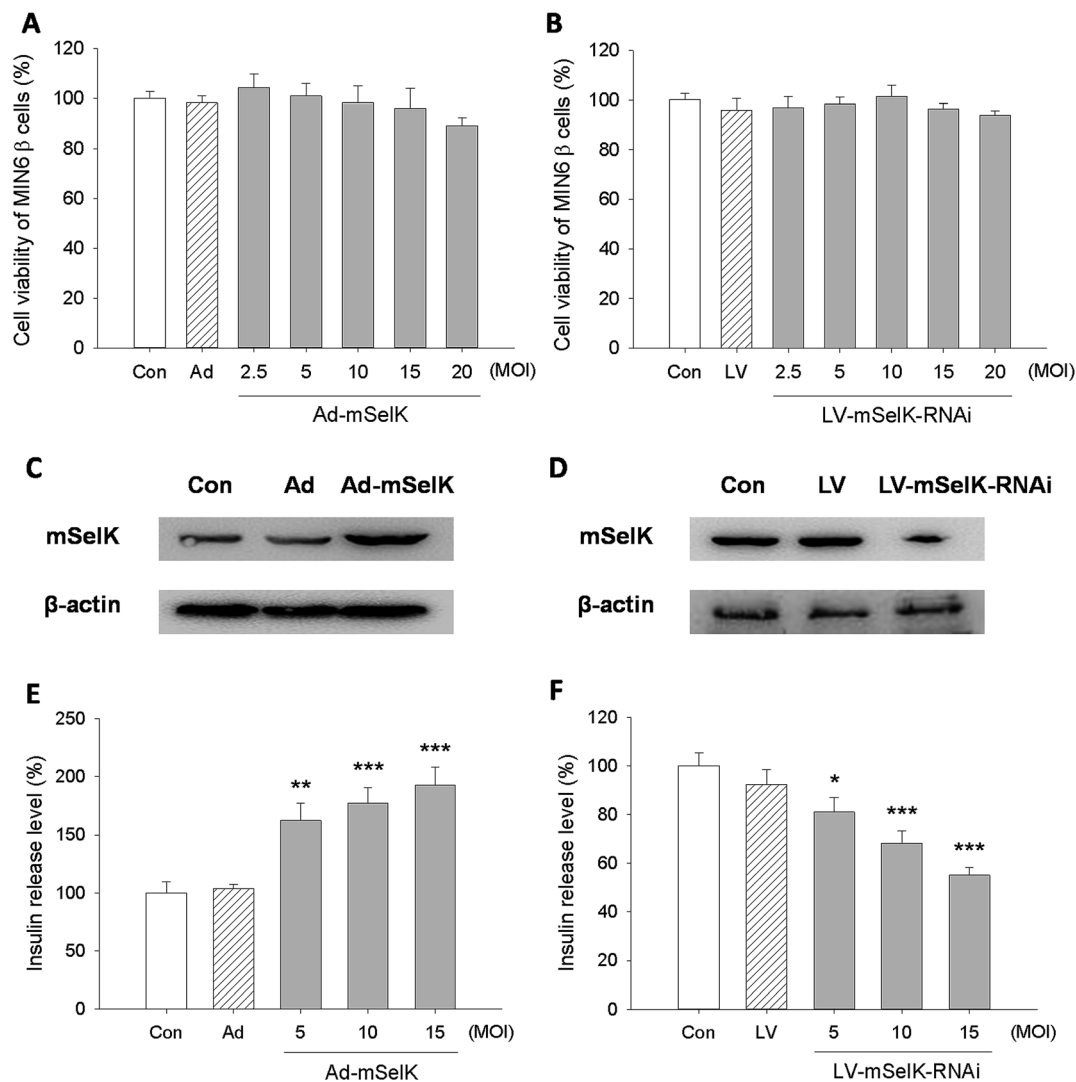 A
Cell viability of MIN6 β cells (%)
120
100
80
60
40
20
0
Con Ad 2.5 5 10 15 20 (MOI)
Ad-mSelK
B
Cell viability of MIN6 β cells (%)
120
100
80
60
40
20
0
Con LV 2.5 5 10 15 20 (MOI)
LV-mSelK-RNAi
C
Con Ad Ad-mSelK
mSelK
β-actin
D
Con LV LV-mSelK-RNAi
mSelK
β-actin
E
Insulin release level (%)
250
200
150
100
50
0
** *** ***
Con Ad 5 10 15 (MOI)
Ad-mSelK
F
Insulin release level (%)
120
100
80
60
40
20
0
* *** ***
Con LV 5 10 15 (MOI)
LV-mSelK-RNAi